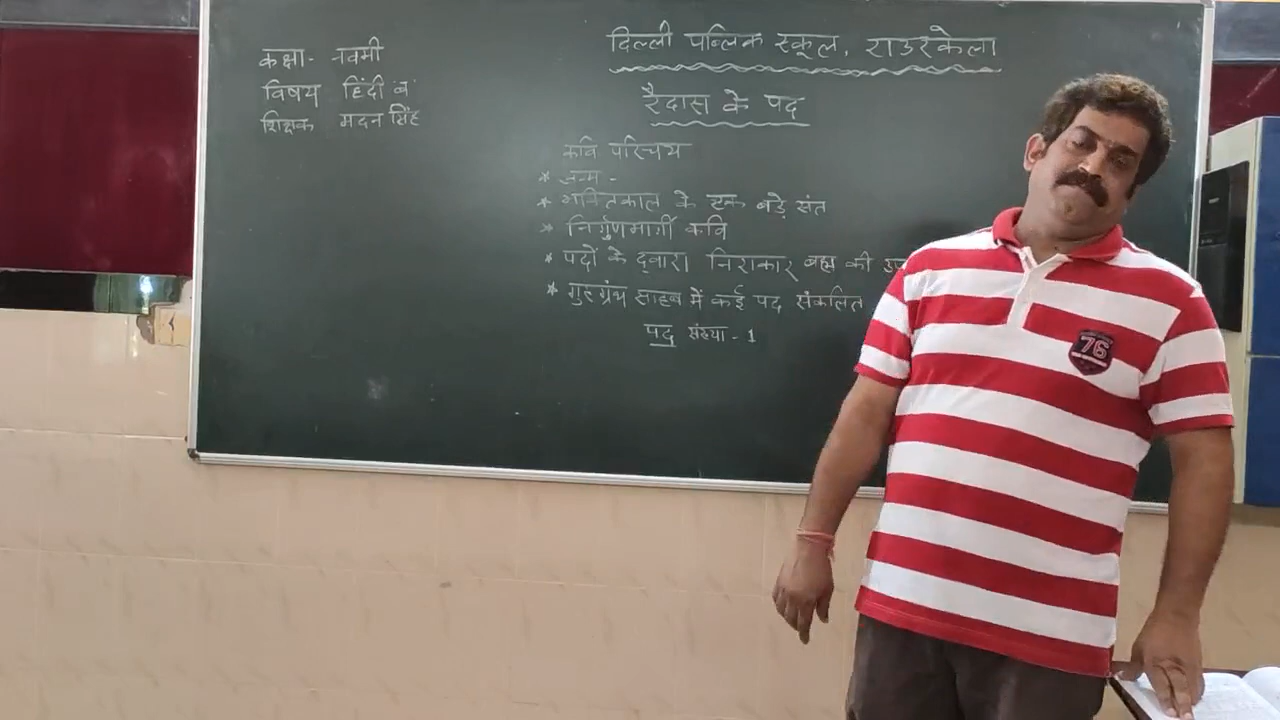 कक्षा - नवमी
विषय हिंदी ब
शिक्षक मदन सिंह
दिल्ली पब्लिक स्कूल, राउरकेला
रैदास के पद
कवि परिचय
* जन्म -
* भक्तिकाल के एक बड़े संत
* निर्गुणमार्गी कवि
* पदों के द्वारा निराकार ब्रह्म की
* गुरु ग्रंथ साहब में कई पद संकलित
पद संख्या - 1
76